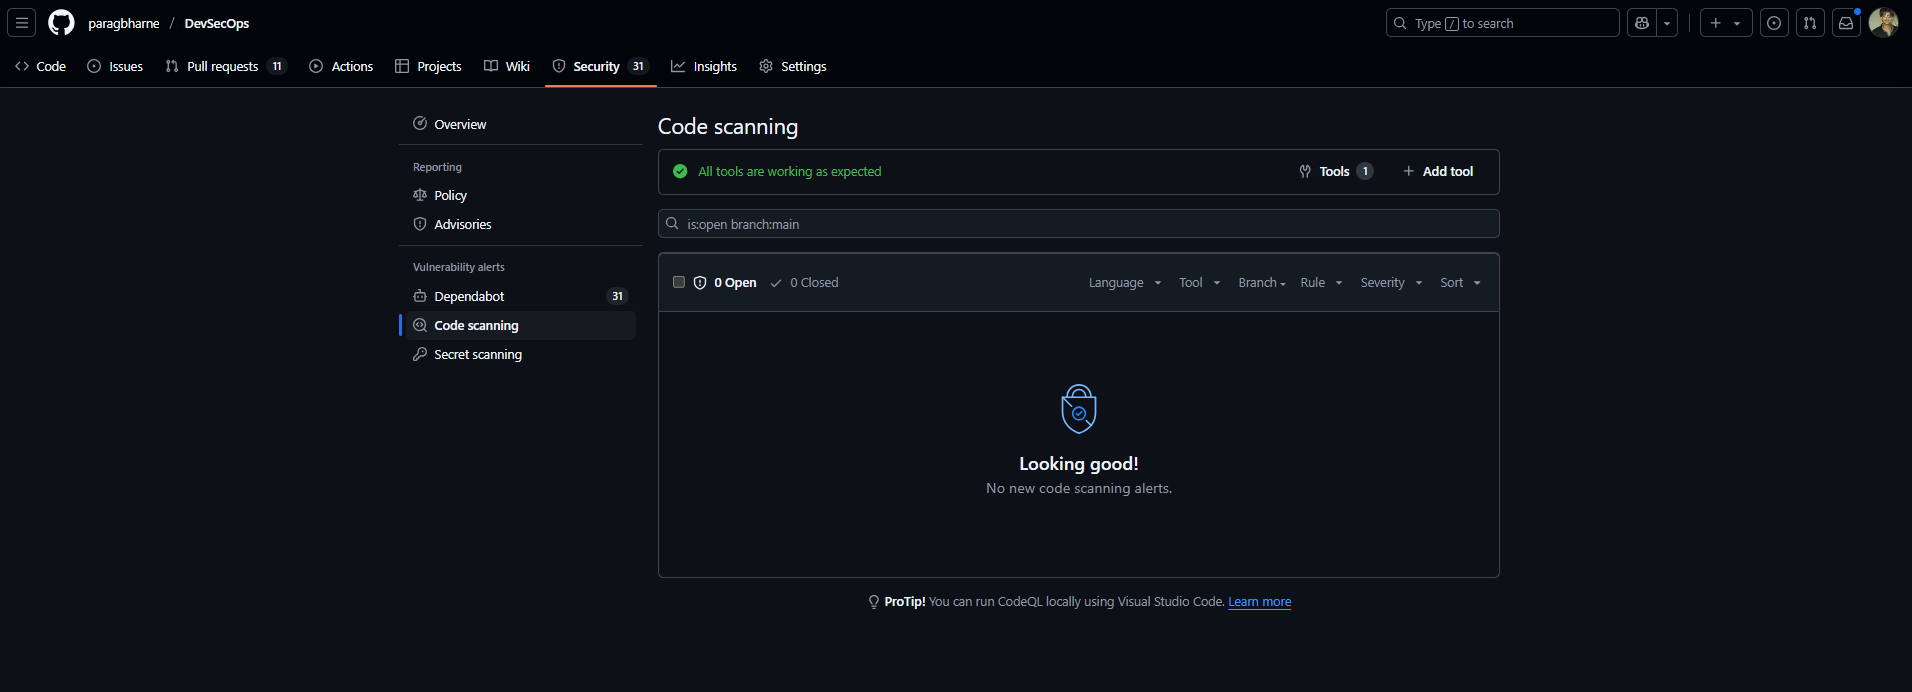 paragbharne / DevSecOps
Type / to search
Code Issues Pull requests 11 Actions Projects Wiki Security 31 Insights Settings
Overview
Reporting
Policy
Advisories
Vulnerability alerts
Dependabot 31
Code scanning
Secret scanning
Code scanning
All tools are working as expected Tools 1 Add tool
is:open branch:main
0 Open 0 Closed Language Tool Branch Rule Severity Sort
Looking good!
No new code scanning alerts.
ProTip! You can run CodeQL locally using Visual Studio Code. Learn more